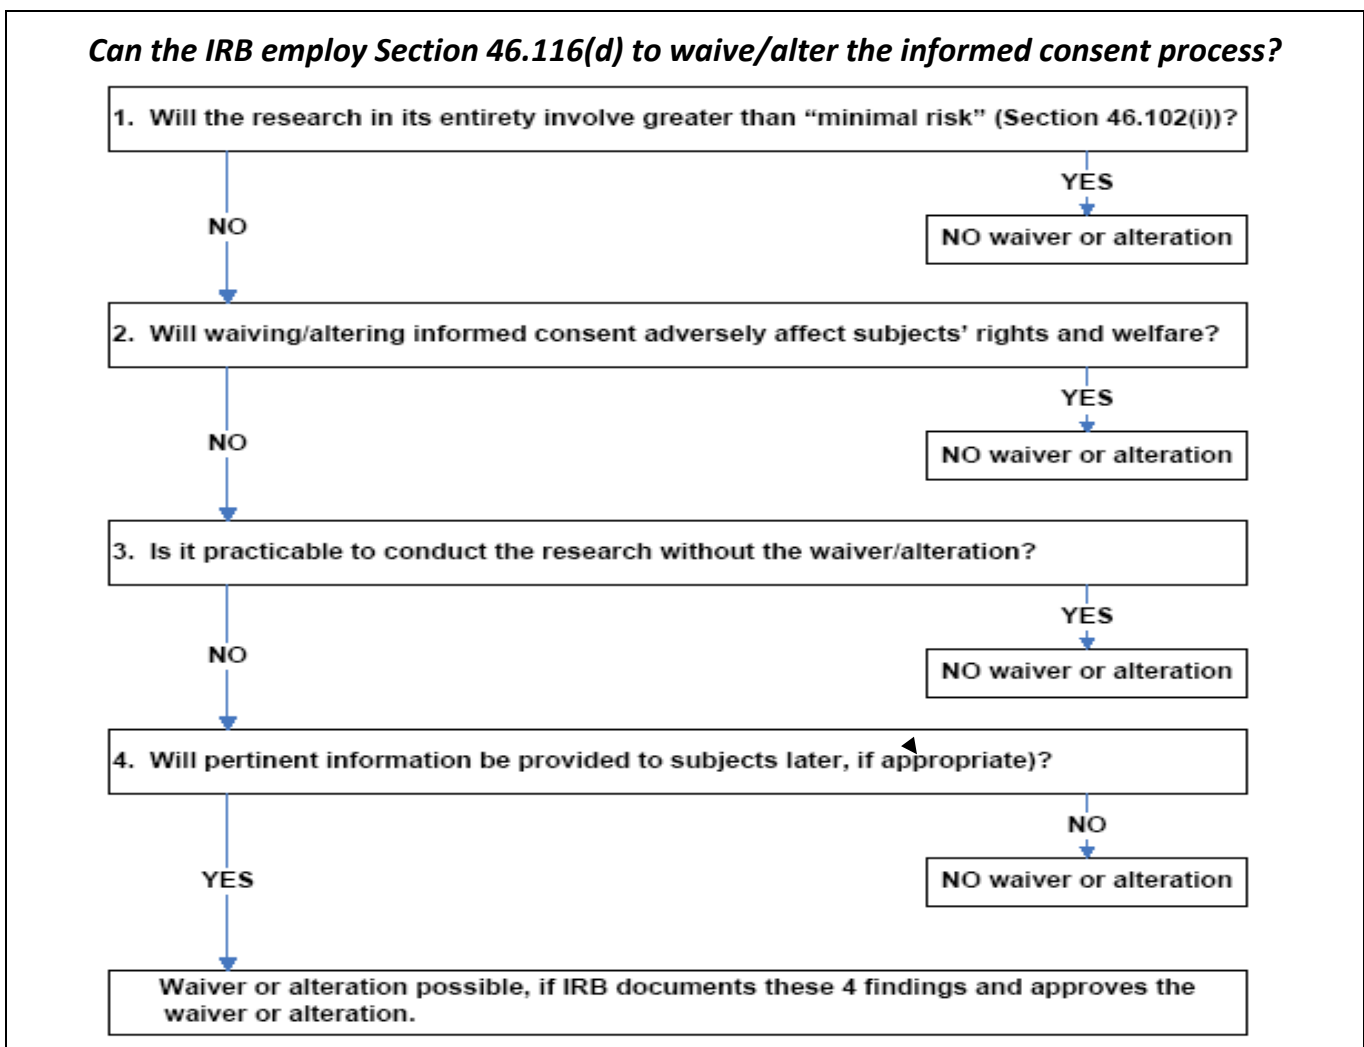 Can the IRB employ Section 46.116(d) to waive/alter the informed consent process?
1. Will the research in its entirety involve greater than “minimal risk” (Section 46.102(i))?
YES
NO
NO waiver or alteration
2. Will waiving/altering informed consent adversely affect subjects’ rights and welfare?
YES
NO
NO waiver or alteration
3. Is it practicable to conduct the research without the waiver/alteration?
YES
NO
NO waiver or alteration
4. Will pertinent information be provided to subjects later, if appropriate)?
NO
YES
NO waiver or alteration
Waiver or alteration possible, if IRB documents these 4 findings and approves the
waiver or alteration.